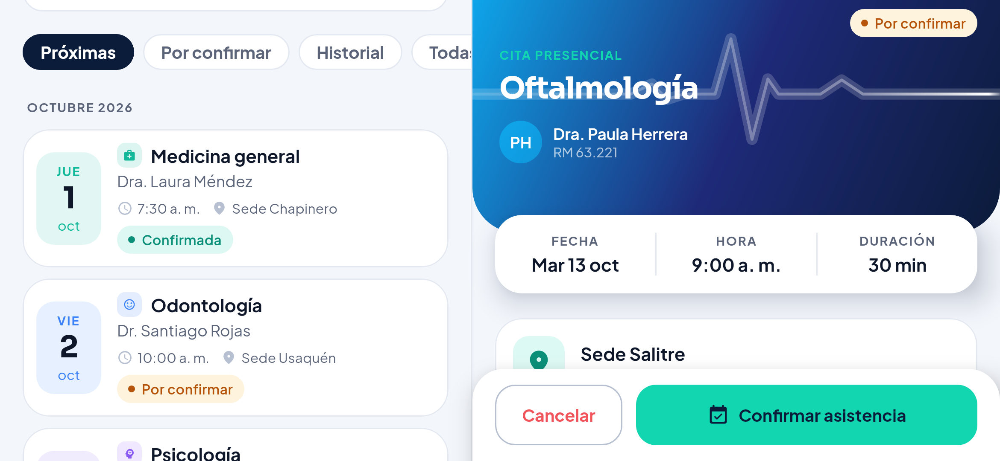 Próximas
Por confirmar
Historial
Todas
OCTUBRE 2026
JUE
1
oct
Medicina general
Dra. Laura Méndez
7:30 a. m.
Sede Chapinero
Confirmada
VIE
2
oct
Odontología
Dr. Santiago Rojas
10:00 a. m.
Sede Usaquén
Por confirmar
Psicología
Por confirmar
CITA PRESENCIAL
Oftalmología
PH
Dra. Paula Herrera
RM 63.221
FECHA
Mar 13 oct
HORA
9:00 a. m.
DURACIÓN
30 min
Sede Salitre
Cancelar
Confirmar asistencia